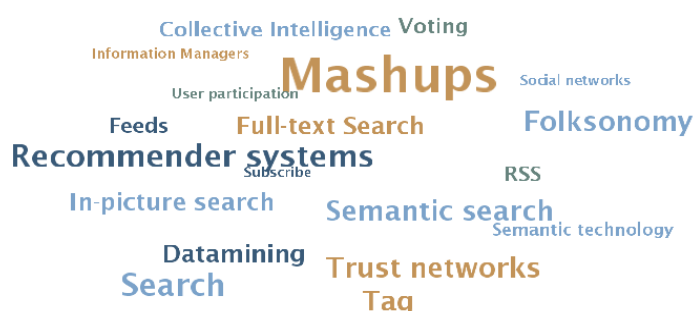 Collective Intelligence
Voting
Information Managers
Mashups
Social networks
User participation
Feeds
Full-text Search
Folksonomy
Recommender systems
Subscribe
RSS
In-picture search
Semantic search
Semantic technology
Datamining
Trust networks
Search
Tag